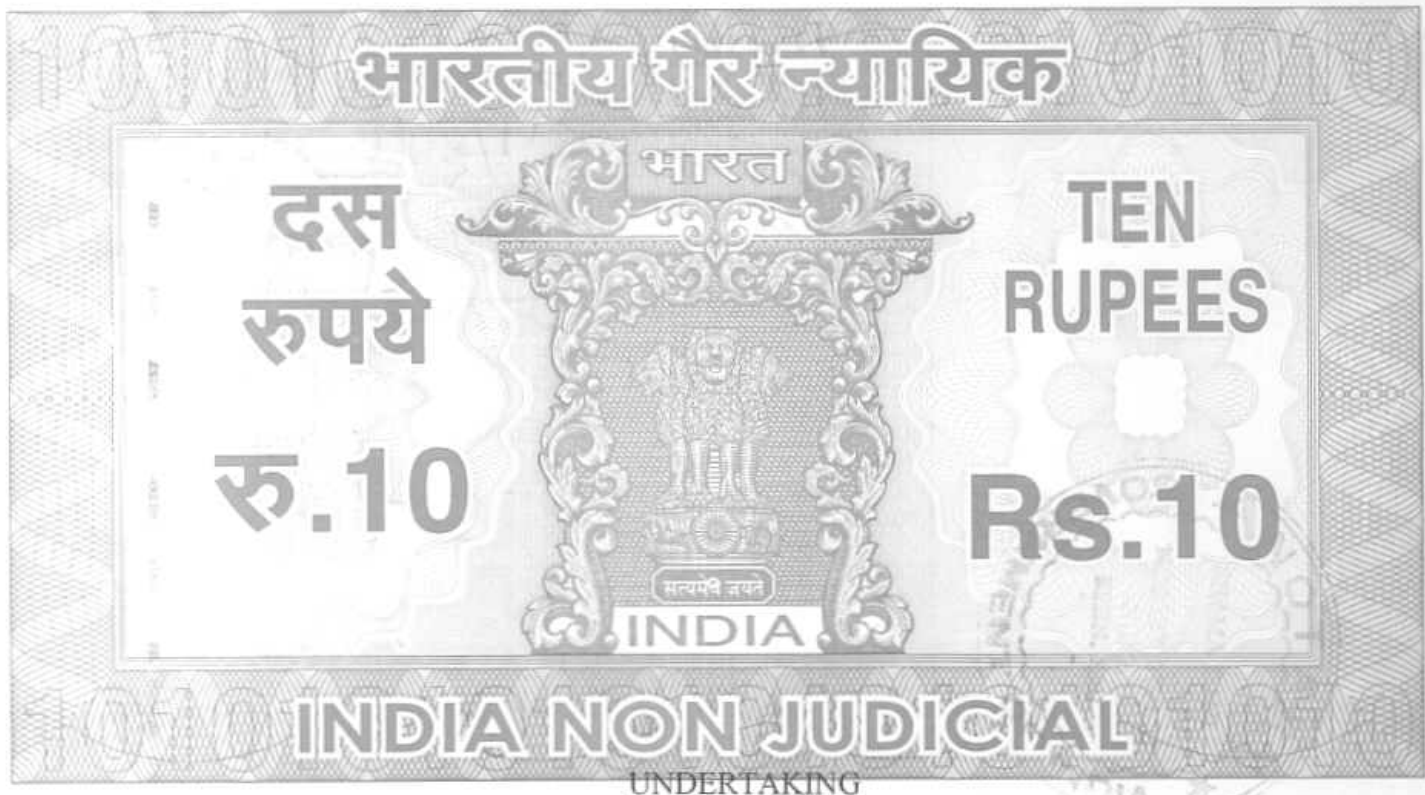 भारतीय गैर न्यायिक
भारत
दस
रुपये
रु.10
TEN
RUPEES
Rs.10
सत्यमेव जयते
INDIA
INDIA NON JUDICIAL
UNDERTAKING